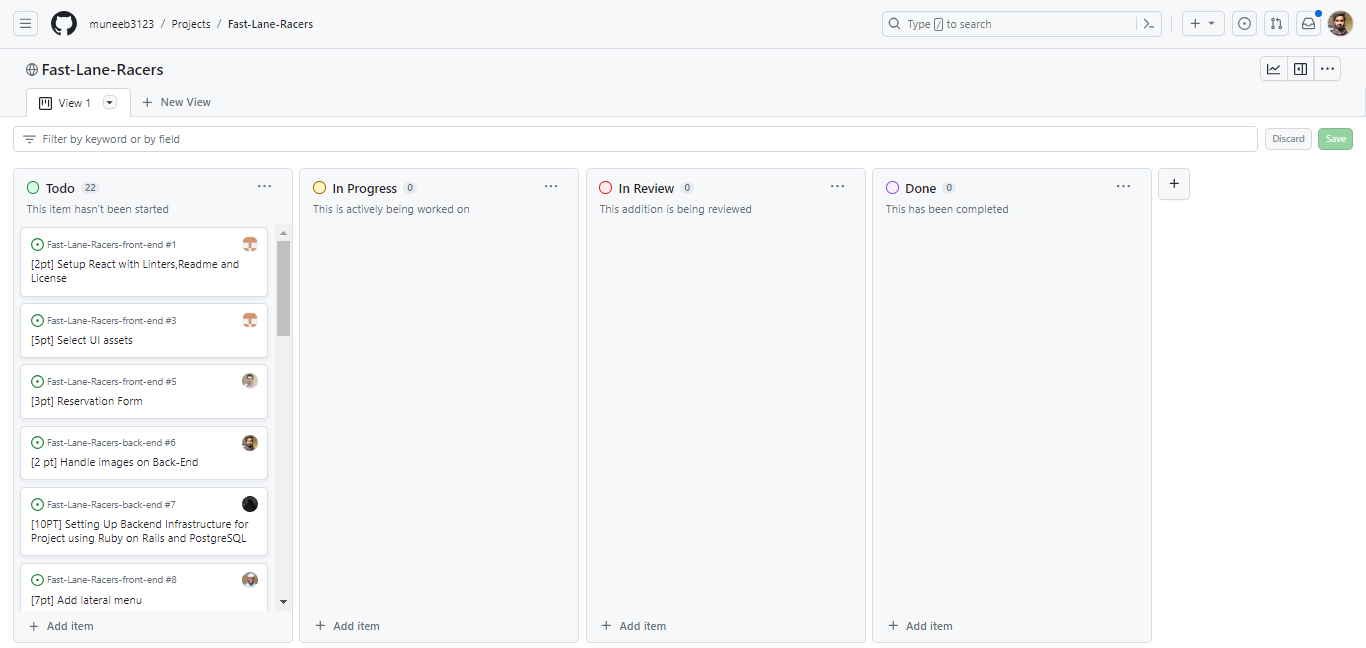 muneeb3123 / Projects / Fast-Lane-Racers
Type / to search
Fast-Lane-Racers
View 1
New View
Filter by keyword or by field
Discard
Save
Todo 22
This item hasn't been started
Fast-Lane-Racers-front-end #1
[2pt] Setup React with Linters,Readme and
License
Fast-Lane-Racers-front-end #3
[5pt] Select UI assets
Fast-Lane-Racers-front-end #5
[3pt] Reservation Form
Fast-Lane-Racers-back-end #6
[2 pt] Handle images on Back-End
Fast-Lane-Racers-back-end #7
[10PT] Setting Up Backend Infrastructure for
Project using Ruby on Rails and PostgreSQL
Fast-Lane-Racers-front-end #8
[7pt] Add lateral menu
+ Add item
In Progress 0
This is actively being worked on
+ Add item
In Review 0
This addition is being reviewed
+ Add item
Done 0
This has been completed
+ Add item